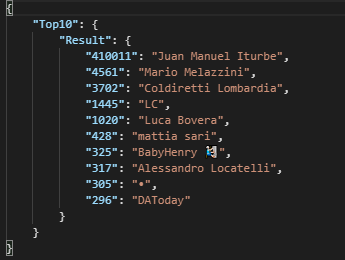 {
"Top10": {
"Result": {
"410011": "Juan Manuel Iturbe",
"4561": "Mario Melazzini",
"3702": "Coldiretti Lombardia",
"1445": "LC",
"1020": "Luca Bovera",
"428": "mattia sari",
"325": "BabyHenry ",
"317": "Alessandro Locatelli",
"305": "•",
"296": "DAToday"
}
}
}